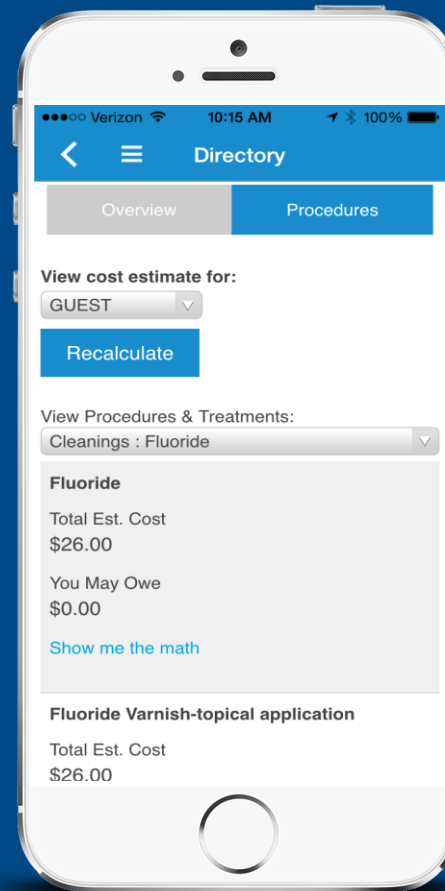 Verizon 10:15 AM 100%
Directory
Overview Procedures
View cost estimate for:
GUEST
Recalculate
View Procedures & Treatments:
Cleanings : Fluoride
Fluoride
Total Est. Cost
$26.00
You May Owe
$0.00
Show me the math
Fluoride Varnish-topical application
Total Est. Cost
$26.00